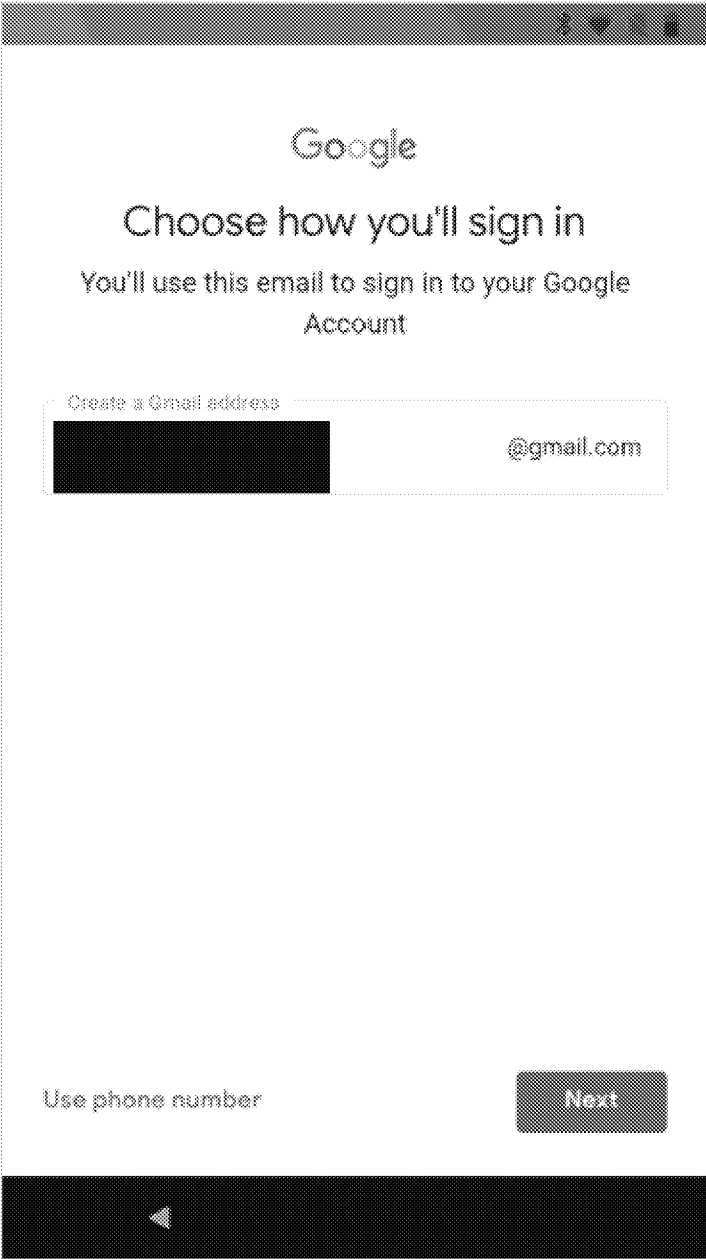 Google
Choose how you'll sign in
You'll use this email to sign in to your Google
Account
Create a Gmail address
@gmail.com
Use phone number
Next